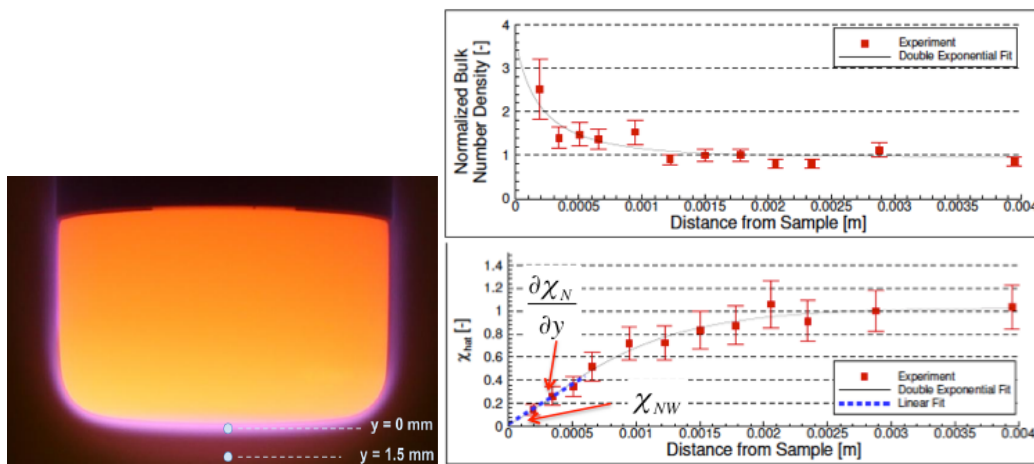 y = 0 mm
y = 1.5 mm
Normalized Bulk
Number Density [-]
4
3
2
1
0
Experiment
Double Exponential Fit
0 0.0005 0.001 0.0015 0.002 0.0025 0.003 0.0035 0.004
Distance from Sample [m]
χhat [-]
1.4
1.2
1
0.8
0.6
0.4
0.2
0
∂χN
∂y
χNW
Experiment
Double Exponential Fit
Linear Fit
0 0.0005 0.001 0.0015 0.002 0.0025 0.003 0.0035 0.004
Distance from Sample [m]